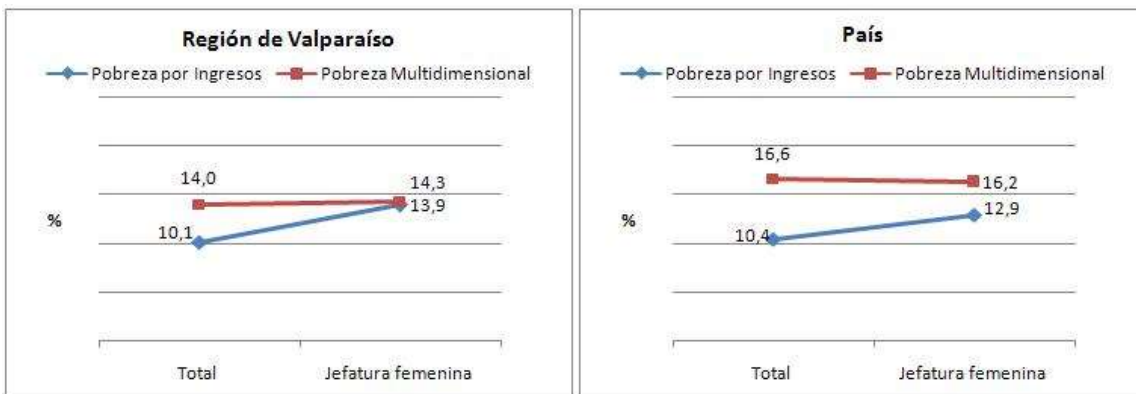 Región de Valparaíso
Pobreza por Ingresos Pobreza Multidimensional
14,0
14,3
13,9
10,1
%
Total Jefatura femenina
País
Pobreza por Ingresos Pobreza Multidimensional
16,6
16,2
12,9
10,4
%
Total Jefatura femenina